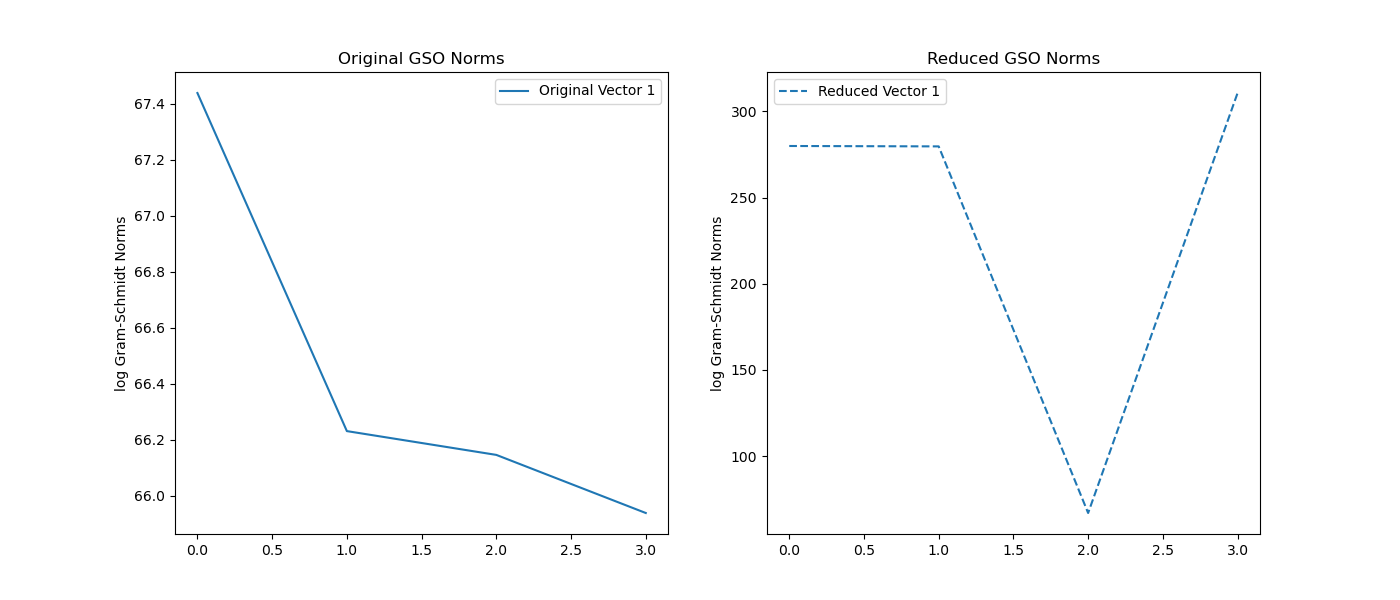 Original GSO Norms
Original Vector 1
log Gram-Schmidt Norms
67.4
67.2
67.0
66.8
66.6
66.4
66.2
66.0
0.0 0.5 1.0 1.5 2.0 2.5 3.0
Reduced GSO Norms
Reduced Vector 1
log Gram-Schmidt Norms
300
250
200
150
100
0.0 0.5 1.0 1.5 2.0 2.5 3.0